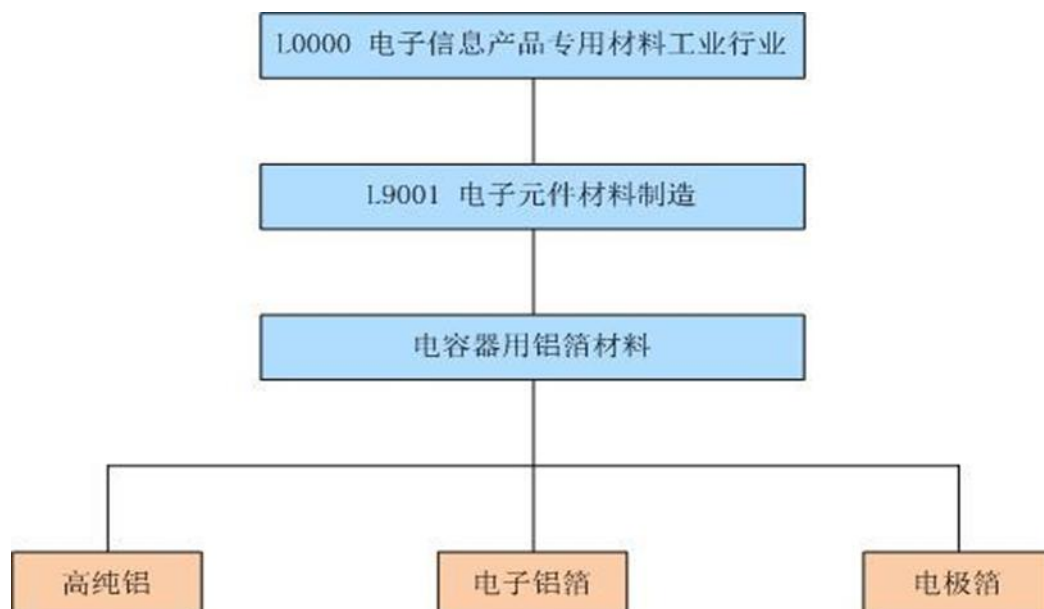 L0000 电子信息产品专用材料工业行业
L9001 电子元件材料制造
电容器用铝箔材料
高纯铝
电子铝箔
电极箔